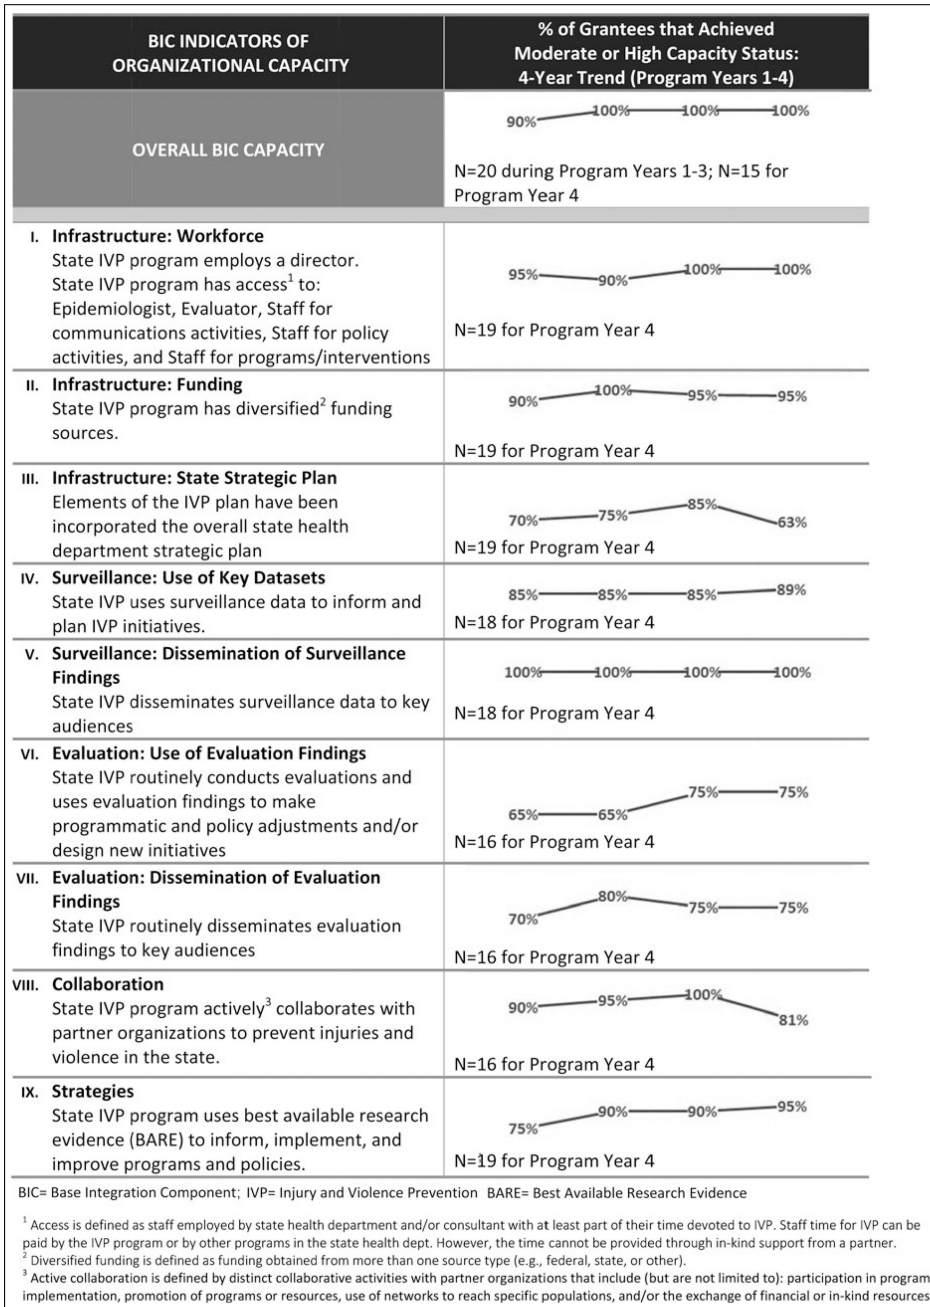 BIC INDICATORS OF
ORGANIZATIONAL CAPACITY
% of Grantees that Achieved
Moderate or High Capacity Status:
4-Year Trend (Program Years 1-4)
OVERALL BIC CAPACITY
90% 100% 100% 100%
N=20 during Program Years 1-3; N=15 for
Program Year 4
I. Infrastructure: Workforce
State IVP program employs a director.
State IVP program has access1 to:
Epidemiologist, Evaluator, Staff for
communications activities, Staff for policy
activities, and Staff for programs/interventions
95% 90% 100% 100%
N=19 for Program Year 4
II. Infrastructure: Funding
State IVP program has diversified2 funding
sources.
90% 100% 95% 95%
N=19 for Program Year 4
III. Infrastructure: State Strategic Plan
Elements of the IVP plan have been
incorporated the overall state health
department strategic plan
70% 75% 85% 63%
N=19 for Program Year 4
IV. Surveillance: Use of Key Datasets
State IVP uses surveillance data to inform and
plan IVP initiatives.
85% 85% 85% 89%
N=18 for Program Year 4
V. Surveillance: Dissemination of Surveillance
Findings
State IVP disseminates surveillance data to key
audiences
100% 100% 100% 100%
N=18 for Program Year 4
VI. Evaluation: Use of Evaluation Findings
State IVP routinely conducts evaluations and
uses evaluation findings to make
programmatic and policy adjustments and/or
design new initiatives
65% 65% 75% 75%
N=16 for Program Year 4
VII. Evaluation: Dissemination of Evaluation
Findings
State IVP routinely disseminates evaluation
findings to key audiences
70% 80% 75% 75%
N=16 for Program Year 4
VIII. Collaboration
State IVP program actively3 collaborates with
partner organizations to prevent injuries and
violence in the state.
90% 95% 100% 81%
N=16 for Program Year 4
IX. Strategies
State IVP program uses best available research
evidence (BARE) to inform, implement, and
improve programs and policies.
75% 90% 90% 95%
N=19 for Program Year 4
BIC= Base Integration Component; IVP= Injury and Violence Prevention BARE= Best Available Research Evidence
1 Access is defined as staff employed by state health department and/or consultant with at least part of their time devoted to IVP. Staff time for IVP can be
paid by the IVP program or by other programs in the state health dept. However, the time cannot be provided through in-kind support from a partner.
2 Diversified funding is defined as funding obtained from more than one source type (e.g., federal, state, or other).
3 Active collaboration is defined by distinct collaborative activities with partner organizations that include (but are not limited to): participation in program
implementation, promotion of programs or resources, use of networks to reach specific populations, and/or the exchange of financial or in-kind resources